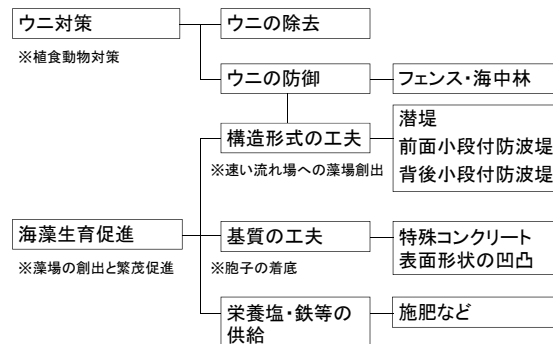 ウニ対策
※植食動物対策
ウニの除去
ウニの防御
フェンス・海中林
構造形式の工夫
※速い流れ場への藻場創出
潜堤
前面小段付防波堤
背後小段付防波堤
海藻生育促進
※藻場の創出と繁茂促進
基質の工夫
※胞子の着底
特殊コンクリート
表面形状の凹凸
栄養塩・鉄等の
供給
施肥など